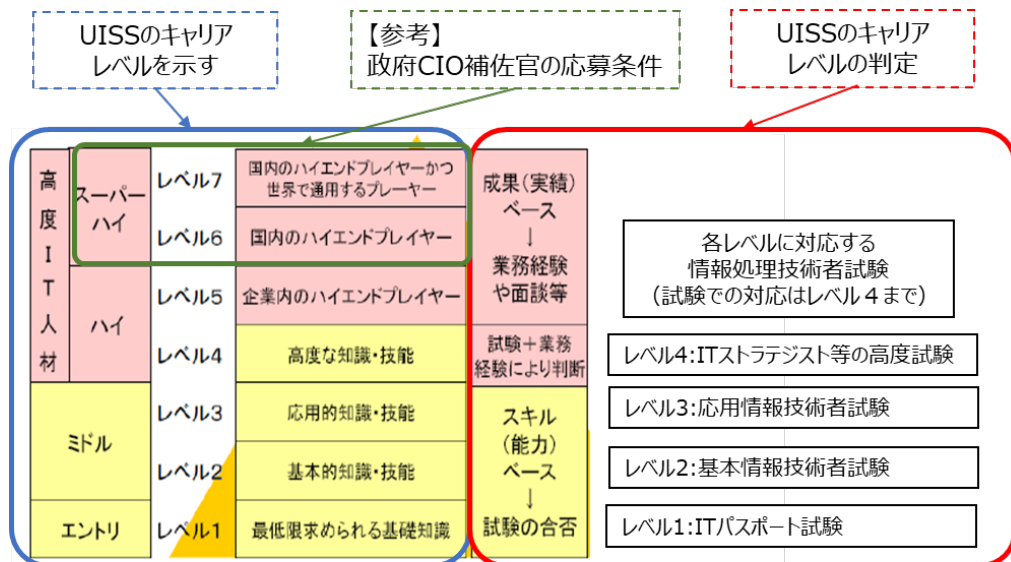 UISSのキャリア
レベルを示す
【参考】
政府CIO補佐官の応募条件
UISSのキャリア
レベルの判定
高度IT人材
スーパー
ハイ
レベル7
国内のハイエンドプレイヤーかつ
世界で通用するプレーヤー
レベル6
国内のハイエンドプレイヤー
ハイ
レベル5
企業内のハイエンドプレイヤー
レベル4
高度な知識・技能
ミドル
レベル3
応用的知識・技能
レベル2
基本的知識・技能
エントリ
レベル1
最低限求められる基礎知識
成果(実績)
ベース
↓
業務経験
や面談等
試験+業務
経験により判断
スキル
(能力)
ベース
↓
試験の合否
各レベルに対応する
情報処理技術者試験
(試験での対応はレベル4まで)
レベル4:ITストラテジスト等の高度試験
レベル3:応用情報技術者試験
レベル2:基本情報技術者試験
レベル1:ITパスポート試験